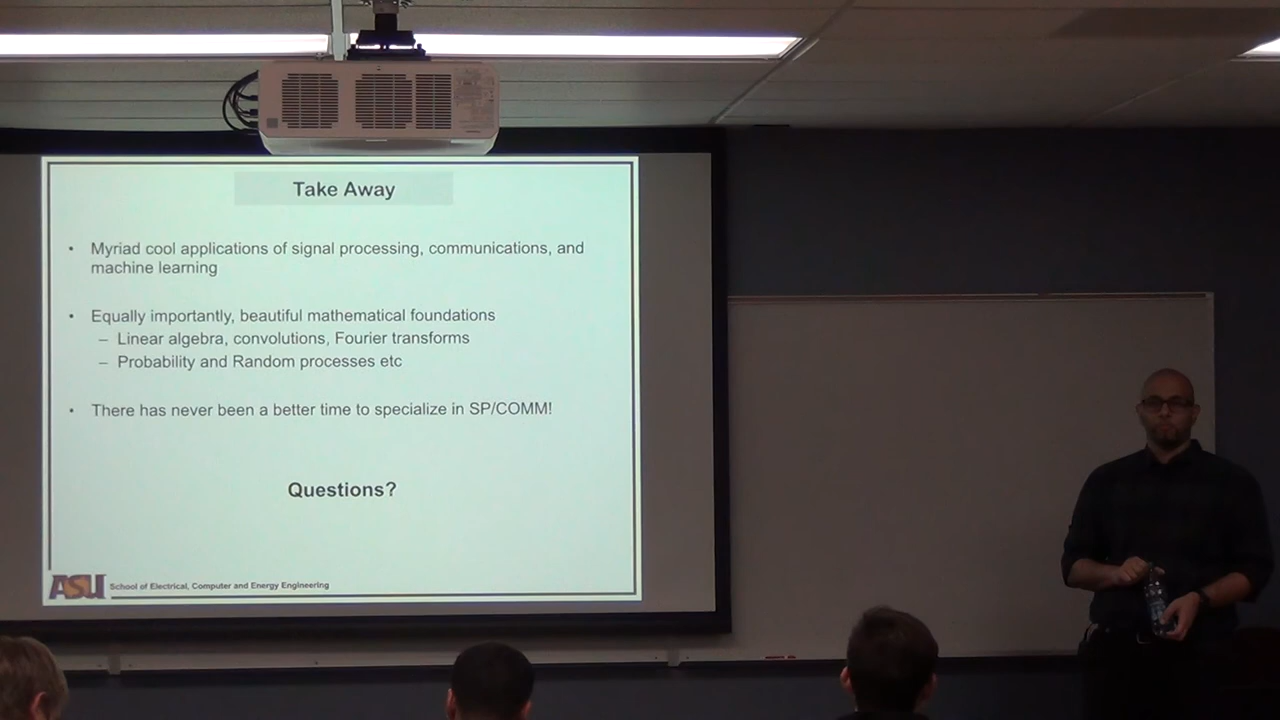 Take Away
• Myriad cool applications of signal processing, communications, and
machine learning
• Equally importantly, beautiful mathematical foundations
– Linear algebra, convolutions, Fourier transforms
– Probability and Random processes etc
• There has never been a better time to specialize in SP/COMM!
Questions?
ASU School of Electrical, Computer and Energy Engineering